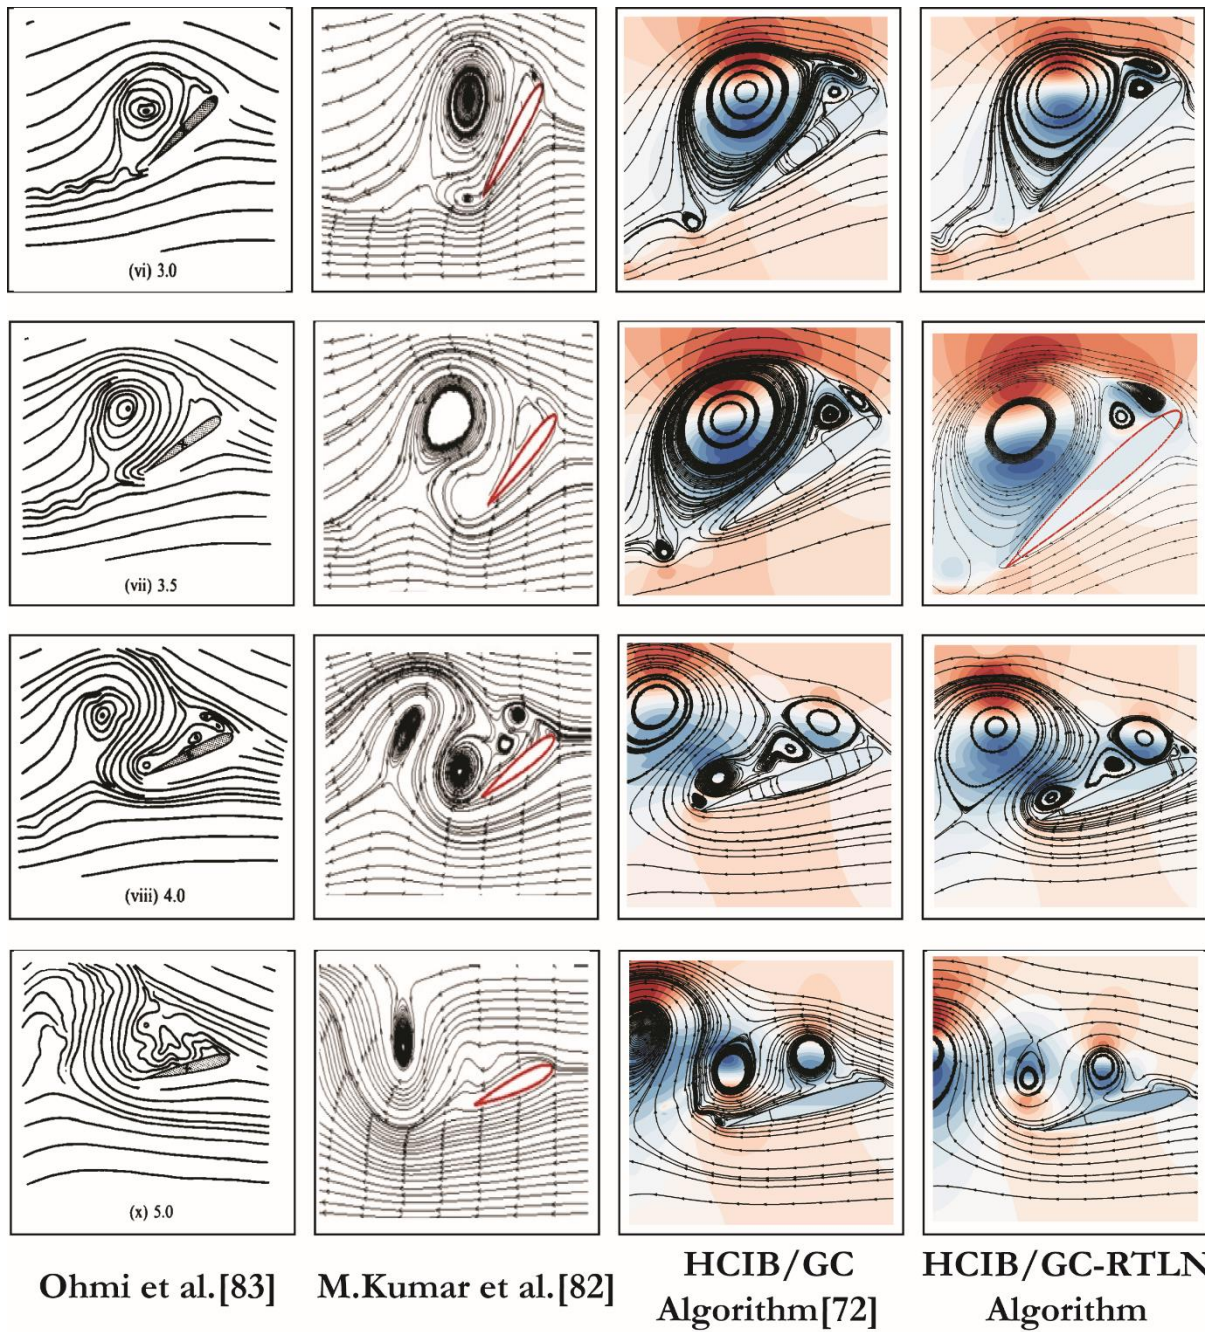 (vi) 3.0
(vii) 3.5
(viii) 4.0
(x) 5.0
Ohmi et al.[83]
M.Kumar et al.[82]
HCIB/GC
Algorithm[72]
HCIB/GC-RTLN
Algorithm